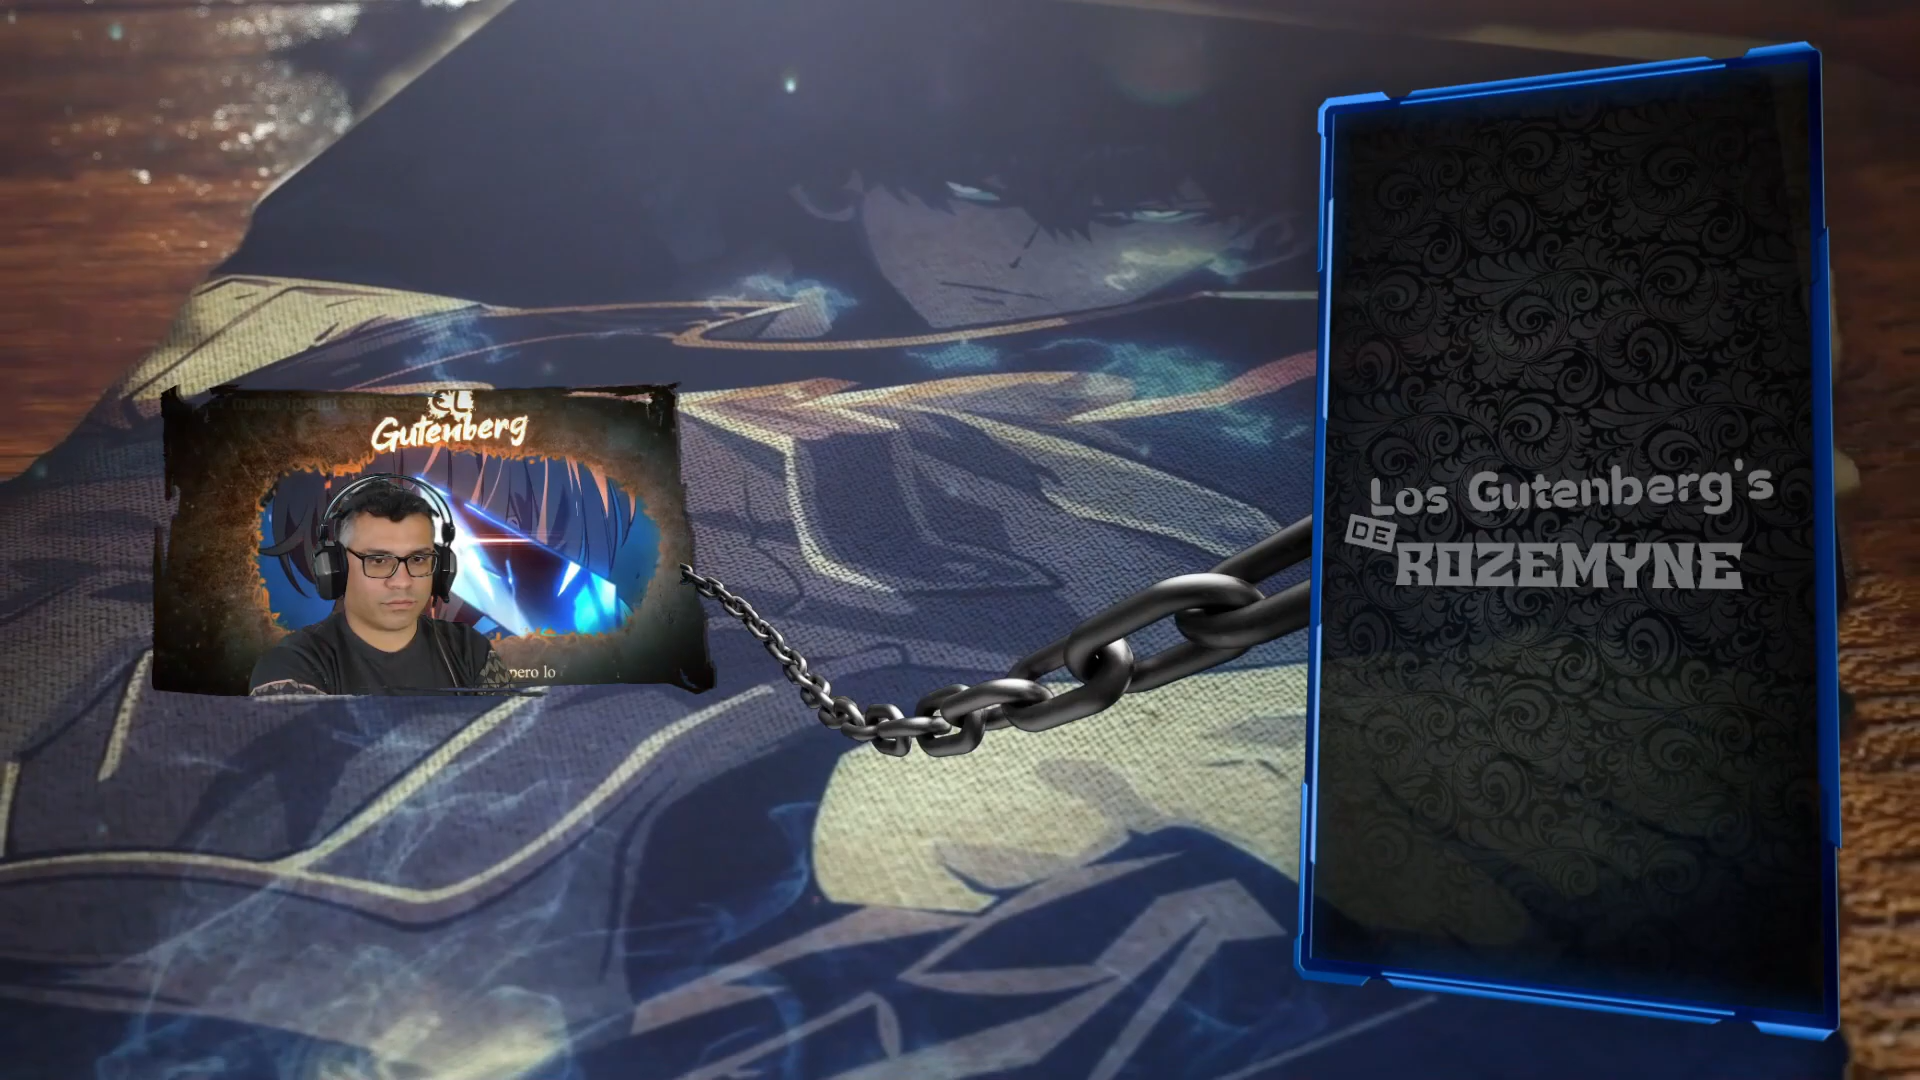 EL
Gutenberg
pero lo
Los Gutenberg's
DE
ROZEMYNE